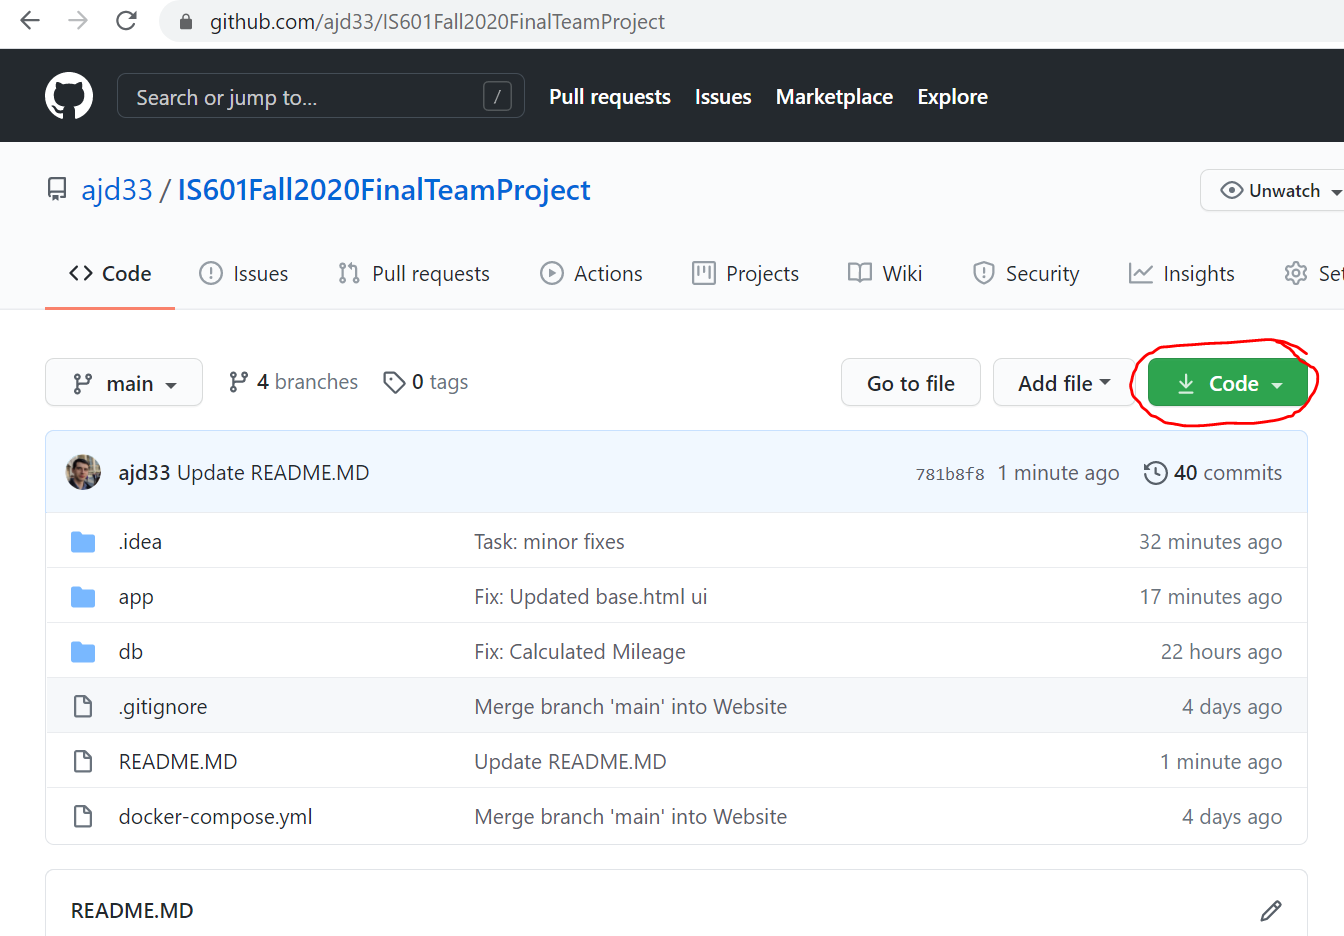 github.com/ajd33/IS601Fall2020FinalTeamProject
Search or jump to... / Pull requests Issues Marketplace Explore
ajd33 / IS601Fall2020FinalTeamProject Unwatch
<> Code Issues Pull requests Actions Projects Wiki Security Insights Set
main 4 branches 0 tags Go to file Add file Code
ajd33 Update README.MD 781b8f8 1 minute ago 40 commits
.idea Task: minor fixes 32 minutes ago
app Fix: Updated base.html ui 17 minutes ago
db Fix: Calculated Mileage 22 hours ago
.gitignore Merge branch 'main' into Website 4 days ago
README.MD Update README.MD 1 minute ago
docker-compose.yml Merge branch 'main' into Website 4 days ago
README.MD